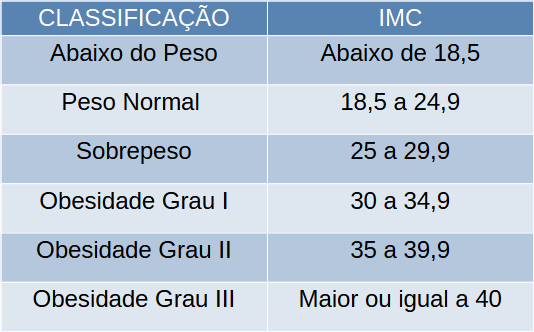 CLASSIFICAÇÃO IMC
Abaixo do Peso Abaixo de 18,5
Peso Normal 18,5 a 24,9
Sobrepeso 25 a 29,9
Obesidade Grau I 30 a 34,9
Obesidade Grau II 35 a 39,9
Obesidade Grau III Maior ou igual a 40